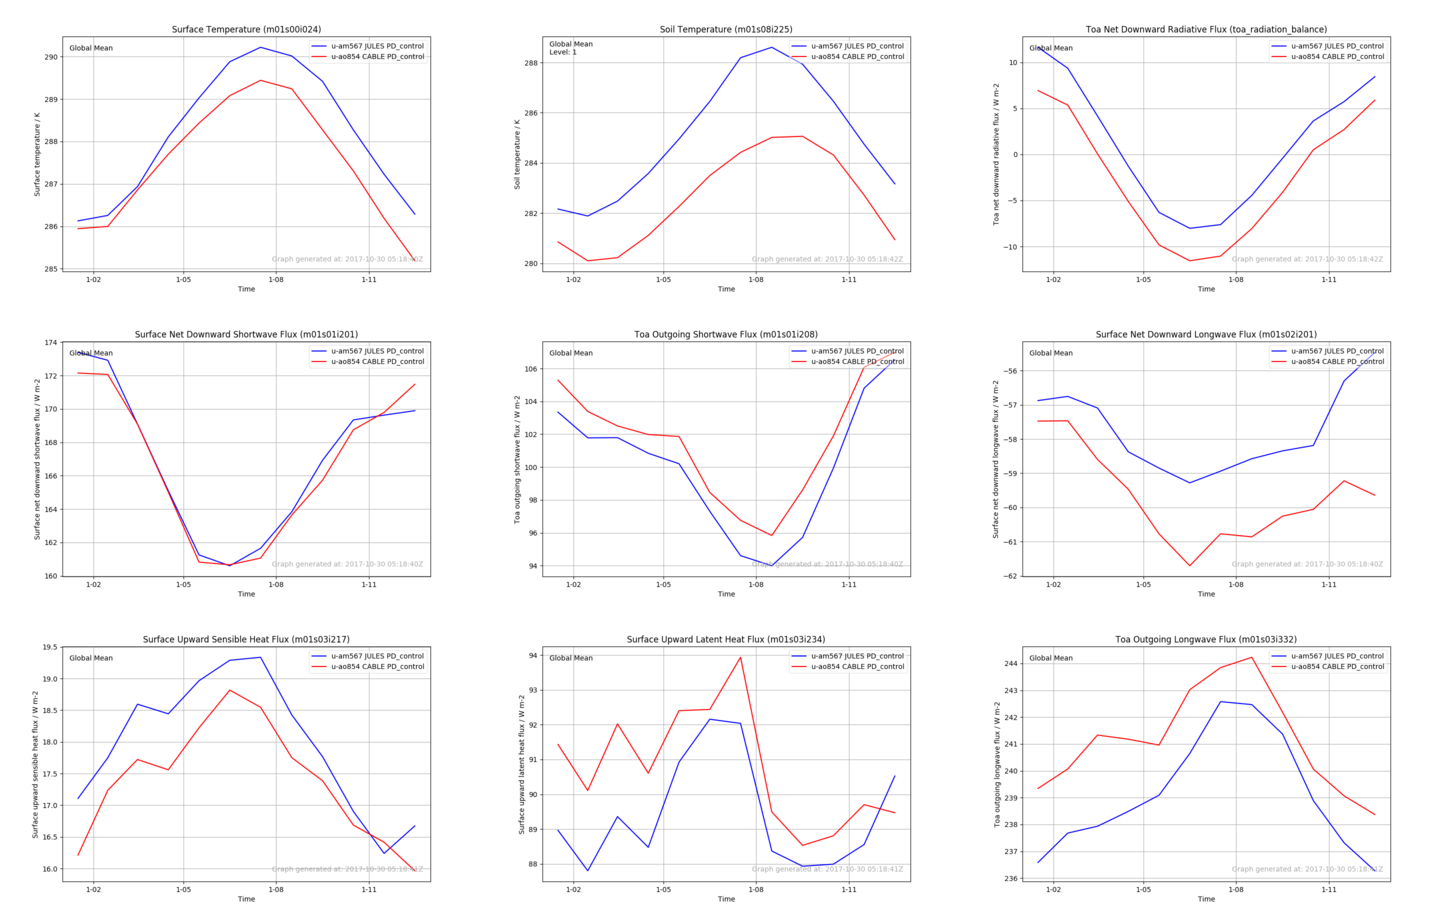 Surface Temperature (m01s00i024)
Global Mean
u-am567 JULES PD_control
u-ao854 CABLE PD_control
290
289
288
287
286
285
Surface temperature / K
1-02 1-05 1-08 1-11
Time
Graph generated at: 2017-10-30 05:18:40Z
Soil Temperature (m01s08i225)
Global Mean
Level: 1
u-am567 JULES PD_control
u-ao854 CABLE PD_control
288
286
284
282
280
Soil temperature / K
1-02 1-05 1-08 1-11
Time
Graph generated at: 2017-10-30 05:18:42Z
Toa Net Downward Radiative Flux (toa_radiation_balance)
Global Mean
u-am567 JULES PD_control
u-ao854 CABLE PD_control
10
5
0
−5
−10
Toa net downward radiative flux / W m-2
1-02 1-05 1-08 1-11
Time
Graph generated at: 2017-10-30 05:18:42Z
Surface Net Downward Shortwave Flux (m01s01i201)
Global Mean
u-am567 JULES PD_control
u-ao854 CABLE PD_control
174
172
170
168
166
164
162
160
Surface net downward shortwave flux / W m-2
1-02 1-05 1-08 1-11
Time
Graph generated at: 2017-10-30 05:18:40Z
Toa Outgoing Shortwave Flux (m01s01i208)
Global Mean
u-am567 JULES PD_control
u-ao854 CABLE PD_control
106
104
102
100
98
96
94
Toa outgoing shortwave flux / W m-2
1-02 1-05 1-08 1-11
Time
Graph generated at: 2017-10-30 05:18:40Z
Surface Net Downward Longwave Flux (m01s02i201)
Global Mean
u-am567 JULES PD_control
u-ao854 CABLE PD_control
−56
−57
−58
−59
−60
−61
−62
Surface net downward longwave flux / W m-2
1-02 1-05 1-08 1-11
Time
Graph generated at: 2017-10-30 05:18:40Z
Surface Upward Sensible Heat Flux (m01s03i217)
Global Mean
u-am567 JULES PD_control
u-ao854 CABLE PD_control
19.5
19.0
18.5
18.0
17.5
17.0
16.5
16.0
Surface upward sensible heat flux / W m-2
1-02 1-05 1-08 1-11
Time
Graph generated at: 2017-10-30 05:18:41Z
Surface Upward Latent Heat Flux (m01s03i234)
Global Mean
u-am567 JULES PD_control
u-ao854 CABLE PD_control
94
93
92
91
90
89
88
Surface upward latent heat flux / W m-2
1-02 1-05 1-08 1-11
Time
Graph generated at: 2017-10-30 05:18:41Z
Toa Outgoing Longwave Flux (m01s03i332)
Global Mean
u-am567 JULES PD_control
u-ao854 CABLE PD_control
244
243
242
241
240
239
238
237
236
Toa outgoing longwave flux / W m-2
1-02 1-05 1-08 1-11
Time
Graph generated at: 2017-10-30 05:18:41Z